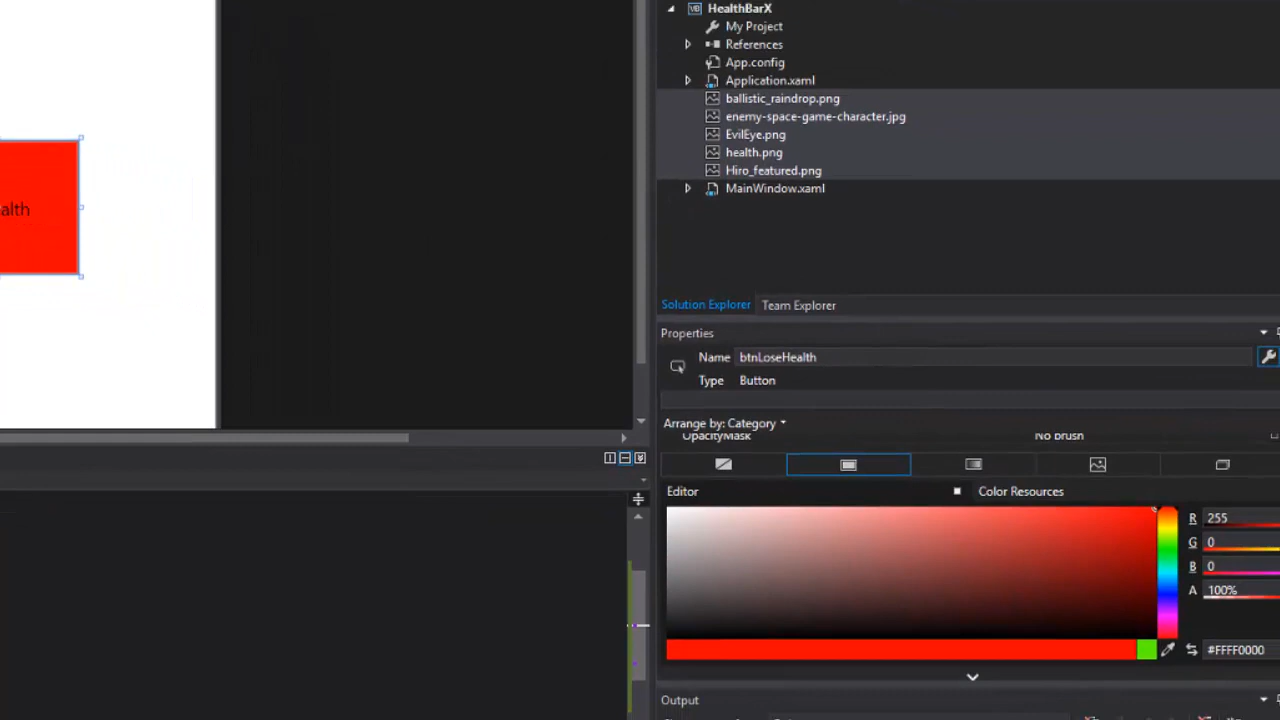 VB HealthBarX
My Project
References
App.config
Application.xaml
ballistic_raindrop.png
enemy-space-game-character.jpg
EvilEye.png
health.png
Hiro_featured.png
MainWindow.xaml
alth
Solution Explorer Team Explorer
Properties
Name btnLoseHealth
Type Button
Arrange by: Category
OpacityMask No brush
Editor Color Resources
R 255
G 0
B 0
A 100%
#FFFF0000
Output